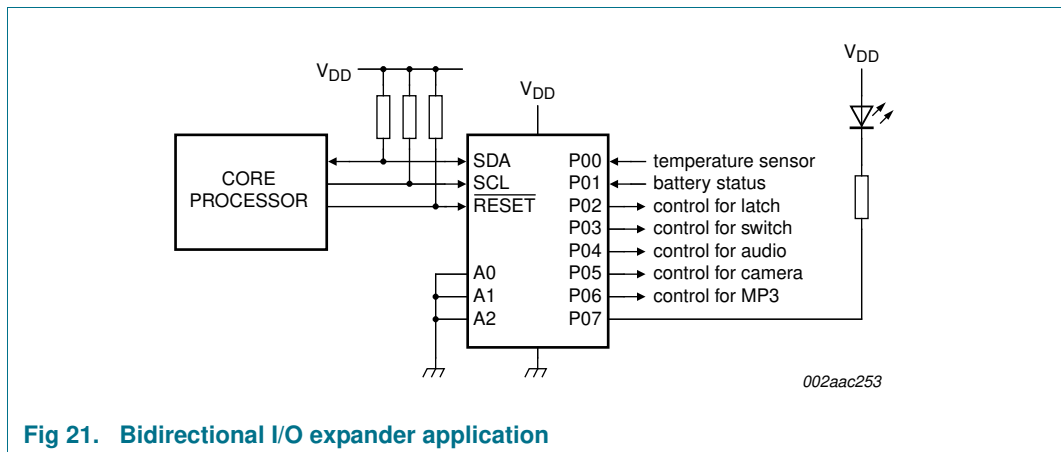 VDD
VDD
VDD
CORE
PROCESSOR
SDA
SCL
RESET
A0
A1
A2
P00
P01
P02
P03
P04
P05
P06
P07
temperature sensor
battery status
control for latch
control for switch
control for audio
control for camera
control for MP3
002aac253
Fig 21. Bidirectional I/O expander application